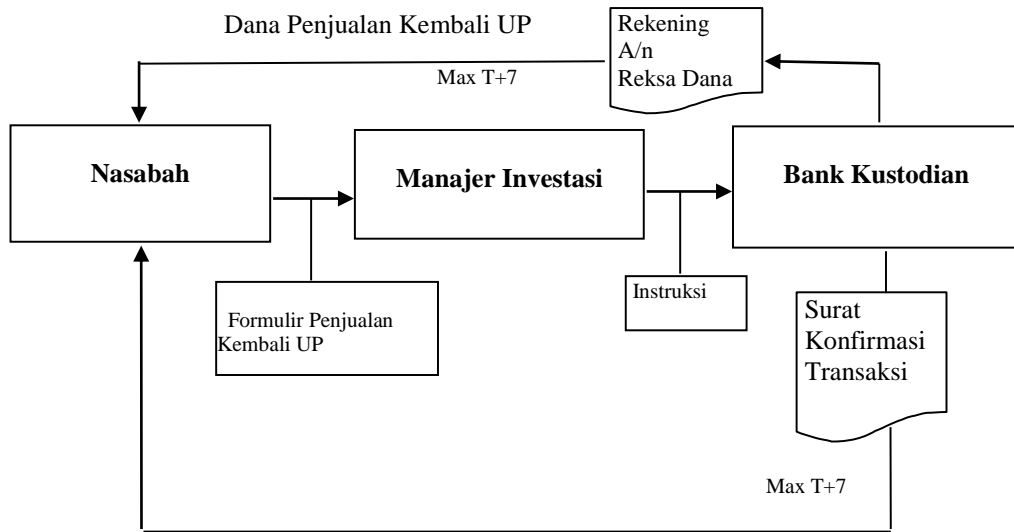 Dana Penjualan Kembali UP
Rekening
A/n
Reksa Dana
Max T+7
Nasabah
Manajer Investasi
Bank Kustodian
Formulir Penjualan
Kembali UP
Instruksi
Surat
Konfirmasi
Transaksi
Max T+7